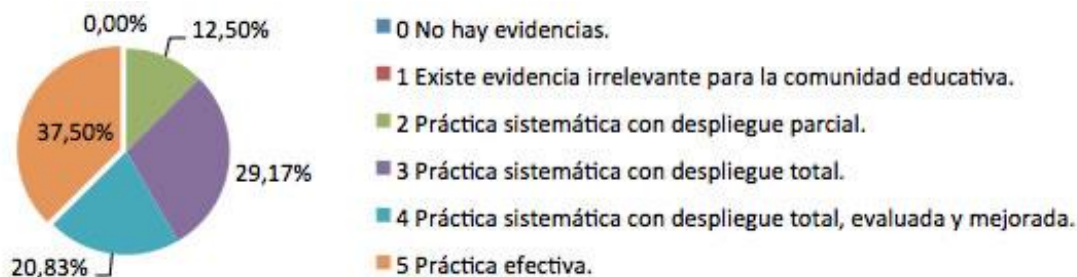 0,00%
12,50%
37,50%
29,17%
20,83%
0 No hay evidencias.
1 Existe evidencia irrelevante para la comunidad educativa.
2 Práctica sistemática con despliegue parcial.
3 Práctica sistemática con despliegue total.
4 Práctica sistemática con despliegue total, evaluada y mejorada.
5 Práctica efectiva.